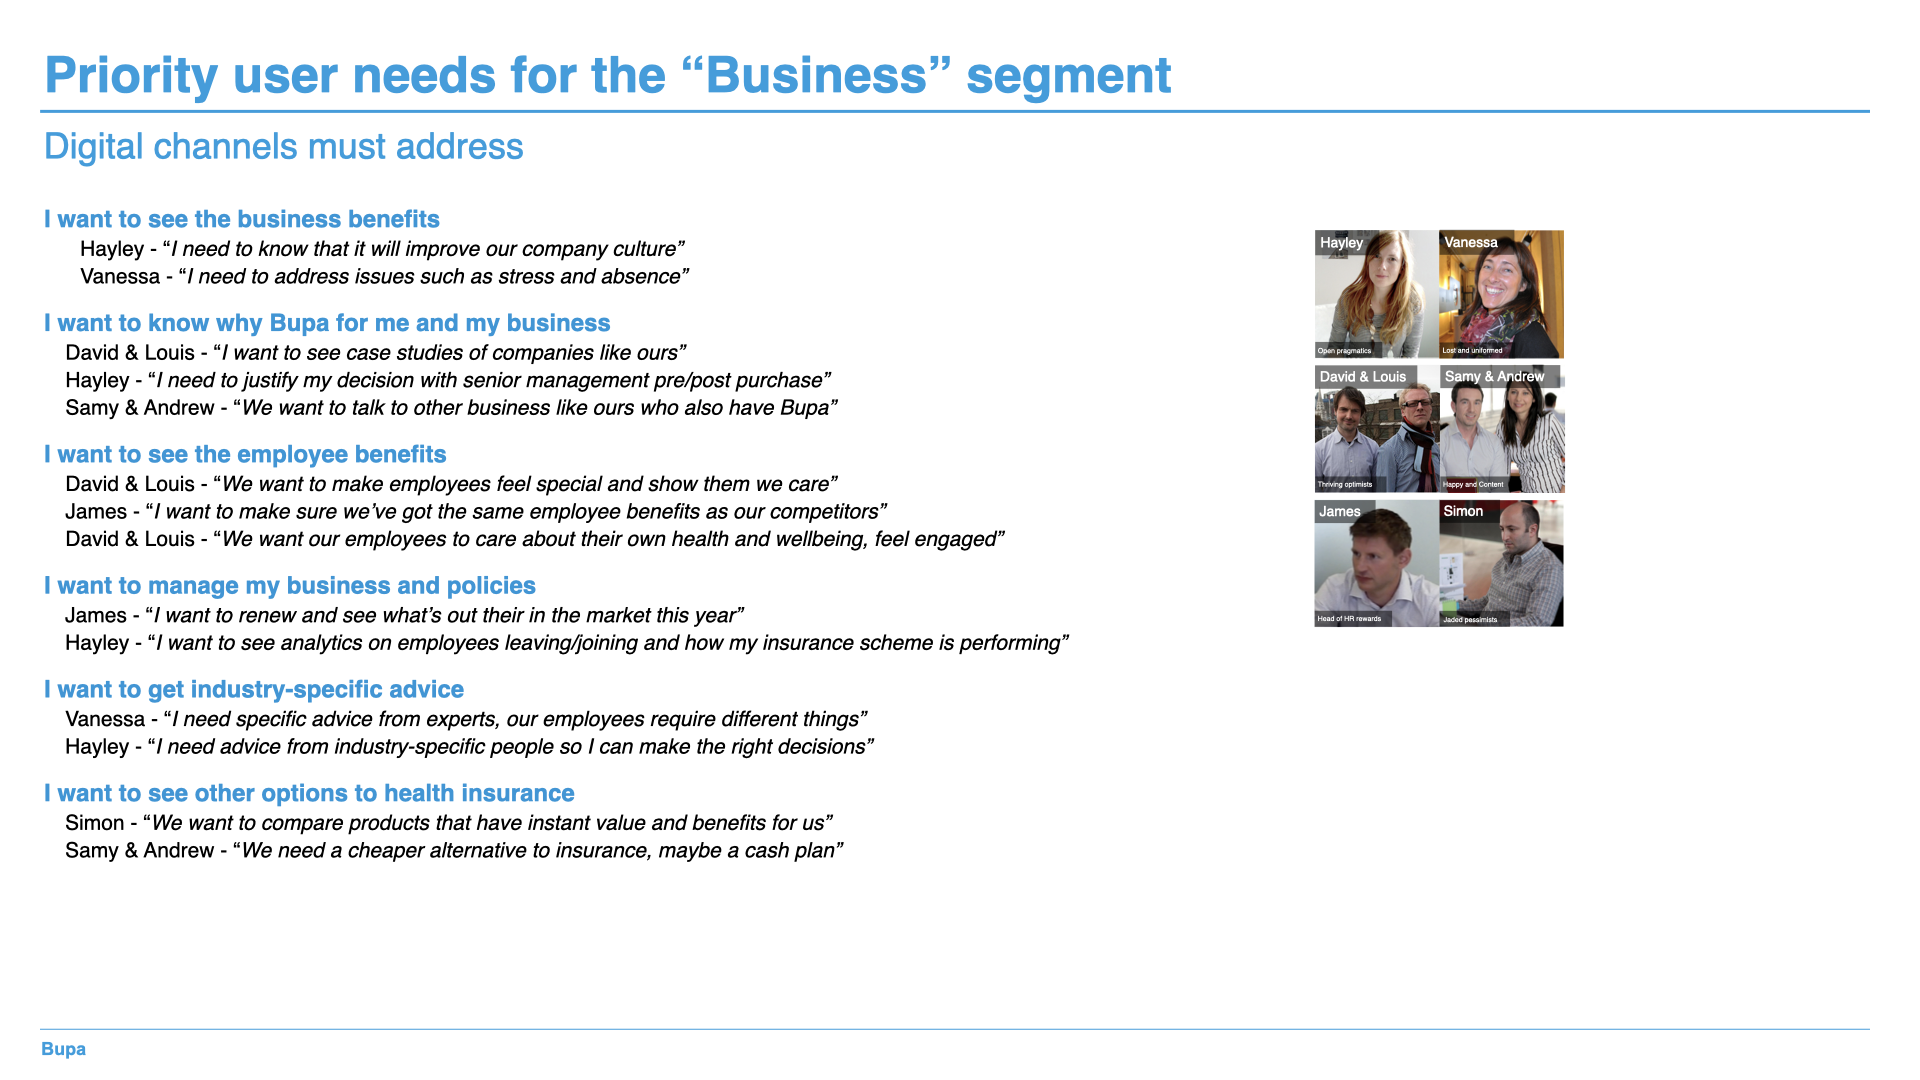 Priority user needs for the “Business” segment
Digital channels must address
I want to see the business benefits
Hayley - “I need to know that it will improve our company culture”
Vanessa - “I need to address issues such as stress and absence”
I want to know why Bupa for me and my business
David & Louis - “I want to see case studies of companies like ours”
Hayley - “I need to justify my decision with senior management pre/post purchase”
Samy & Andrew - “We want to talk to other business like ours who also have Bupa”
I want to see the employee benefits
David & Louis - “We want to make employees feel special and show them we care”
James - “I want to make sure we’ve got the same employee benefits as our competitors”
David & Louis - “We want our employees to care about their own health and wellbeing, feel engaged”
I want to manage my business and policies
James - “I want to renew and see what’s out their in the market this year”
Hayley - “I want to see analytics on employees leaving/joining and how my insurance scheme is performing”
I want to get industry-specific advice
Vanessa - “I need specific advice from experts, our employees require different things”
Hayley - “I need advice from industry-specific people so I can make the right decisions”
I want to see other options to health insurance
Simon - “We want to compare products that have instant value and benefits for us”
Samy & Andrew - “We need a cheaper alternative to insurance, maybe a cash plan”
Hayley
Open pragmatics
Vanessa
Lost and uniformed
David & Louis
Thriving optimists
Samy & Andrew
Happy and Content
James
Head of HR rewards
Simon
Jaded pessimists
Bupa